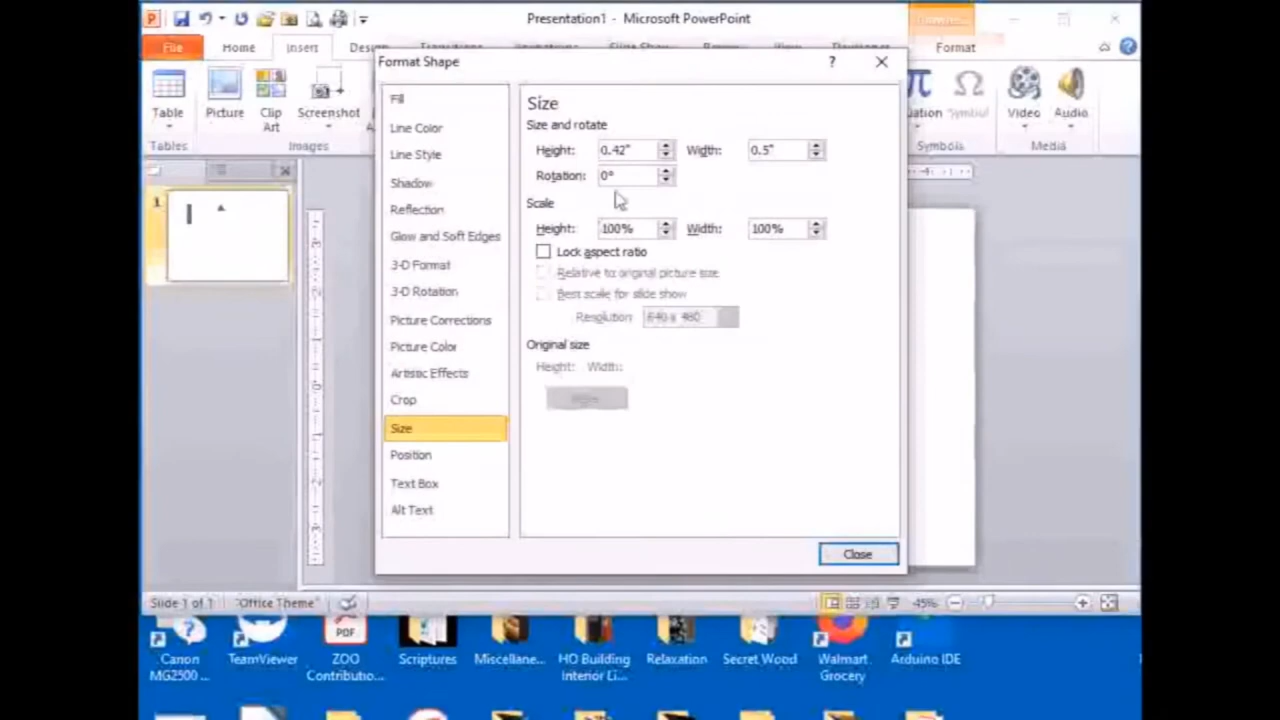 Presentation1 - Microsoft PowerPoint
File Home Insert
Format
Table Picture Clip Art Screenshot
Symbol Video Audio
Tables Images Symbols Media
Format Shape
Fill
Line Color
Line Style
Shadow
Reflection
Glow and Soft Edges
3-D Format
3-D Rotation
Picture Corrections
Picture Color
Artistic Effects
Crop
Size
Position
Text Box
Alt Text
Size
Size and rotate
Height: 0.42" Width: 0.5"
Rotation: 0°
Scale
Height: 100% Width: 100%
Lock aspect ratio
Relative to original picture size
Best scale for slide show
Resolution 640 x 480
Original size
Height: Width:
Close
1
Slide 1 of 1 "Office Theme" 45%
Canon MG2500 ...
TeamViewer
PDF
ZOO Contributio...
Scriptures
Miscellane...
HO Building Interior Li...
Relaxation
Secret Wood
Walmart Grocery
Arduino IDE